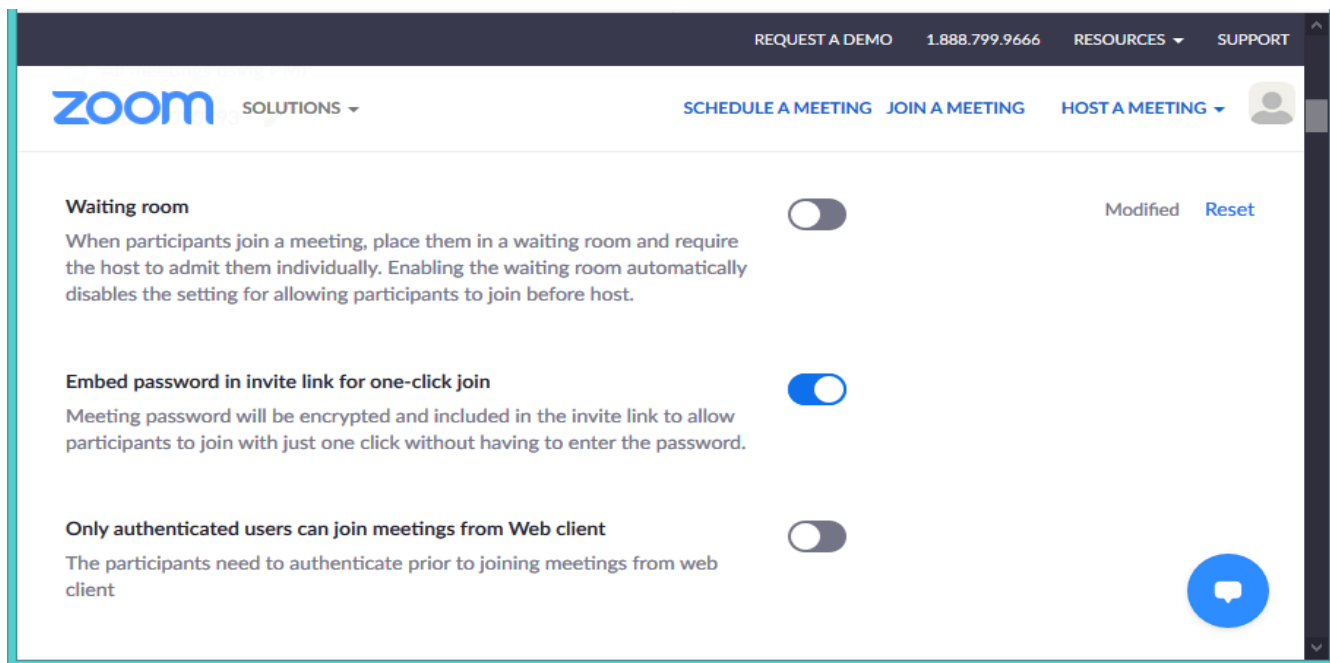 REQUEST A DEMO 1.888.799.9666 RESOURCES SUPPORT
All meetings using PMI
zoom SOLUTIONS SCHEDULE A MEETING JOIN A MEETING HOST A MEETING
Waiting room
Modified Reset
When participants join a meeting, place them in a waiting room and require
the host to admit them individually. Enabling the waiting room automatically
disables the setting for allowing participants to join before host.
Embed password in invite link for one-click join
Meeting password will be encrypted and included in the invite link to allow
participants to join with just one click without having to enter the password.
Only authenticated users can join meetings from Web client
The participants need to authenticate prior to joining meetings from web
client